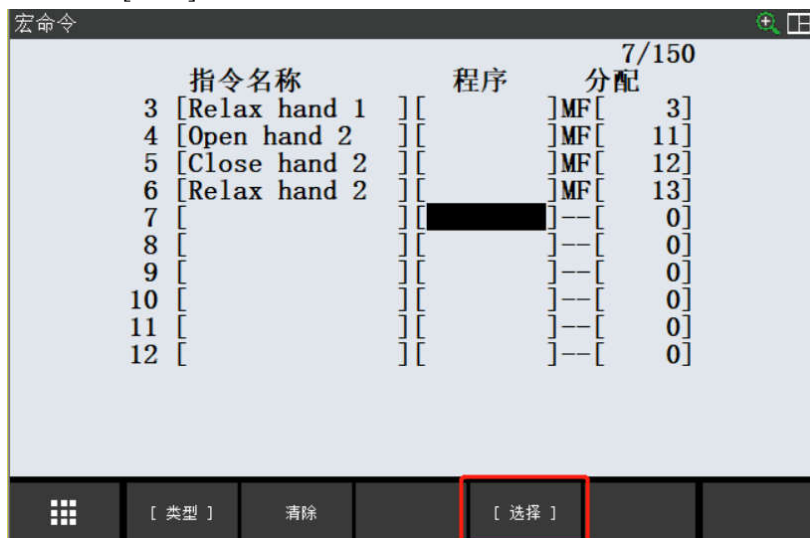 宏命令
7/150
指令名称 程序 分配
3 [Relax hand 1 ][ ]MF[ 3]
4 [Open hand 2 ][ ]MF[ 11]
5 [Close hand 2 ][ ]MF[ 12]
6 [Relax hand 2 ][ ]MF[ 13]
7 [ ][ ]--[ 0]
8 [ ][ ]--[ 0]
9 [ ][ ]--[ 0]
10 [ ][ ]--[ 0]
11 [ ][ ]--[ 0]
12 [ ][ ]--[ 0]
[ 类型 ] 清除 [ 选择 ]